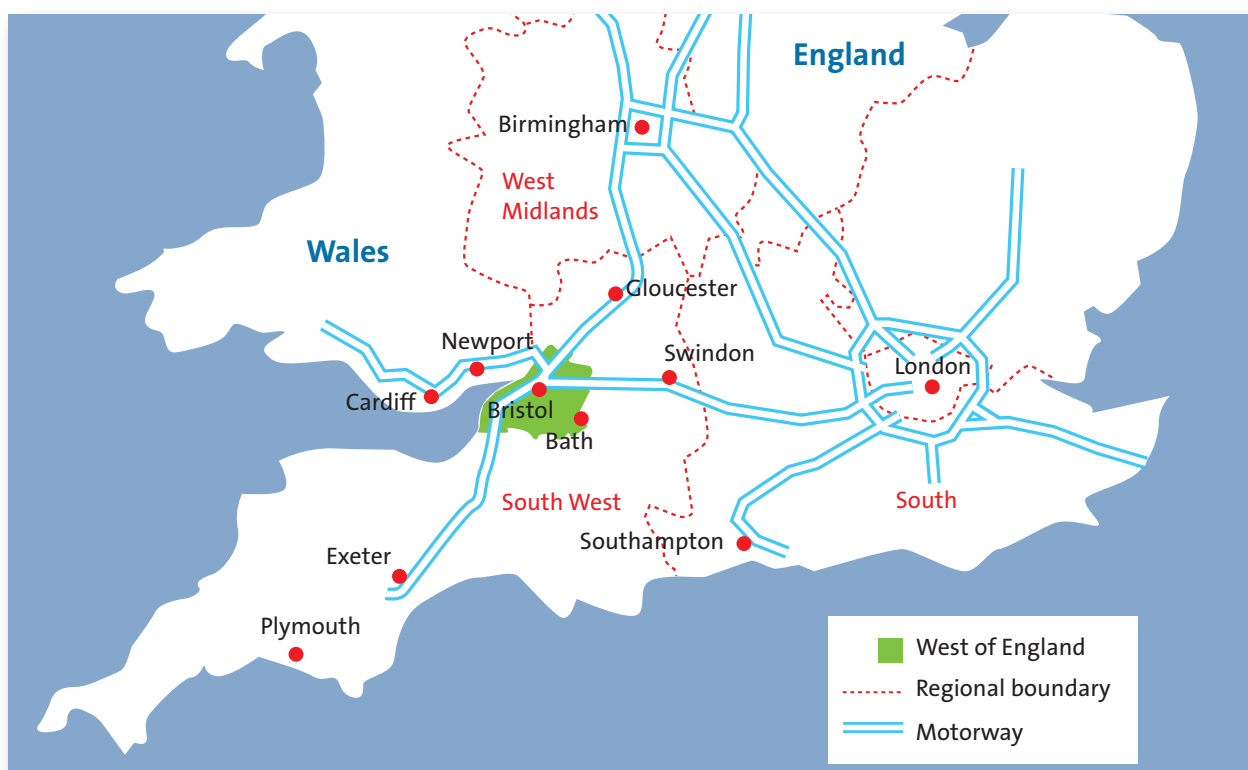 England
Birmingham
West
Midlands
Wales
Gloucester
Newport
Swindon
London
Cardiff
Bristol
Bath
South West
South
Southampton
Exeter
Plymouth
West of England
Regional boundary
Motorway